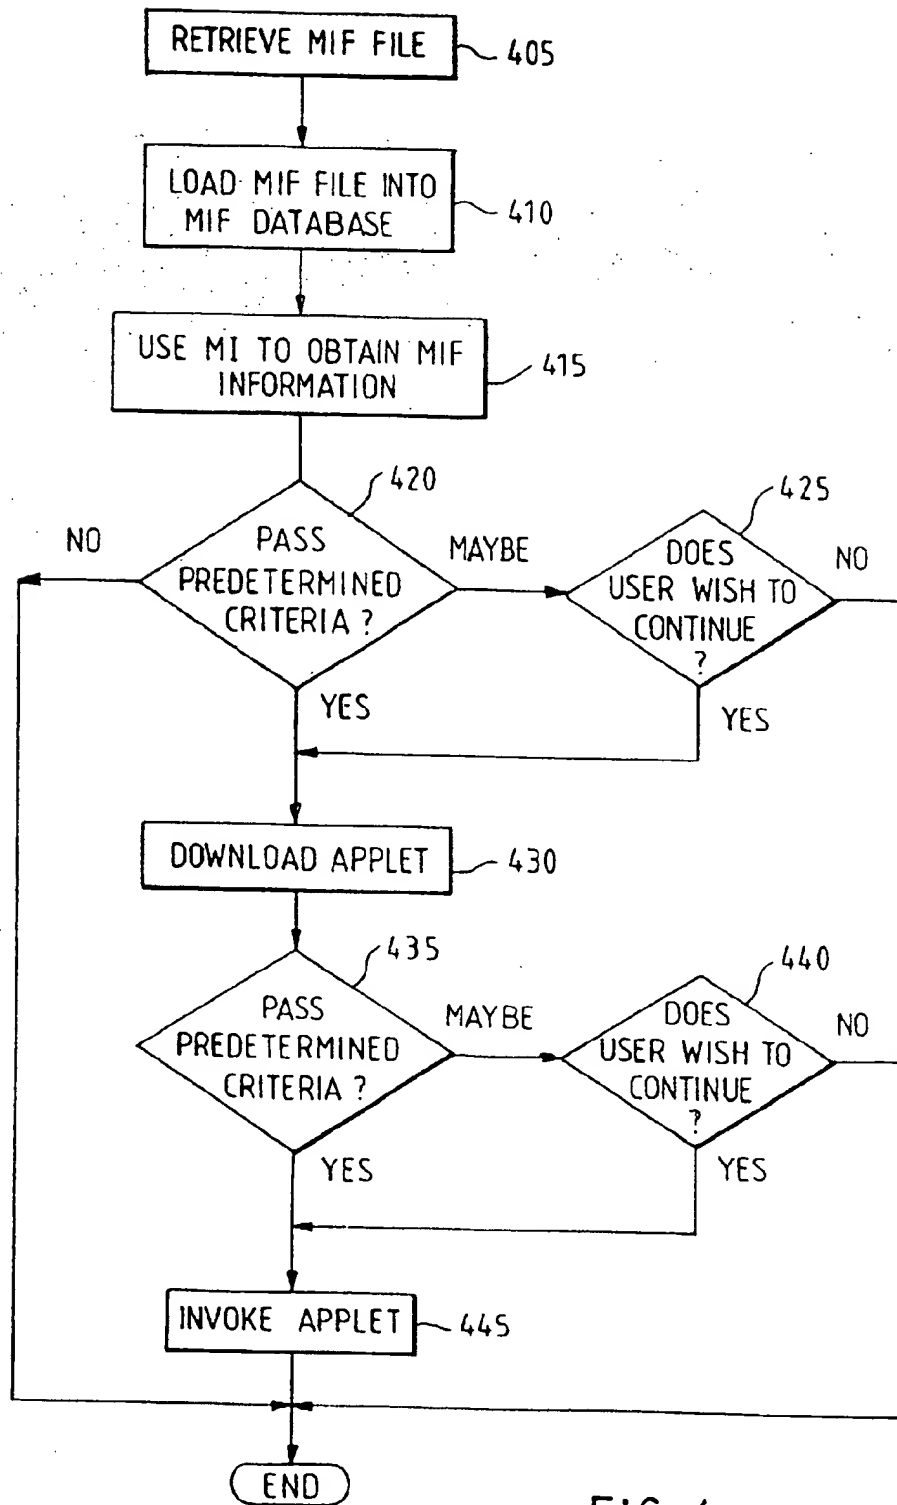 RETRIEVE MIF FILE
405
LOAD MIF FILE INTO
MIF DATABASE
410
USE MI TO OBTAIN MIF
INFORMATION
415
420
PASS
PREDETERMINED
CRITERIA ?
NO
MAYBE
YES
425
DOES
USER WISH TO
CONTINUE
?
NO
YES
DOWNLOAD APPLET
430
435
PASS
PREDETERMINED
CRITERIA ?
MAYBE
YES
440
DOES
USER WISH TO
CONTINUE
?
NO
YES
INVOKE APPLET
445
END